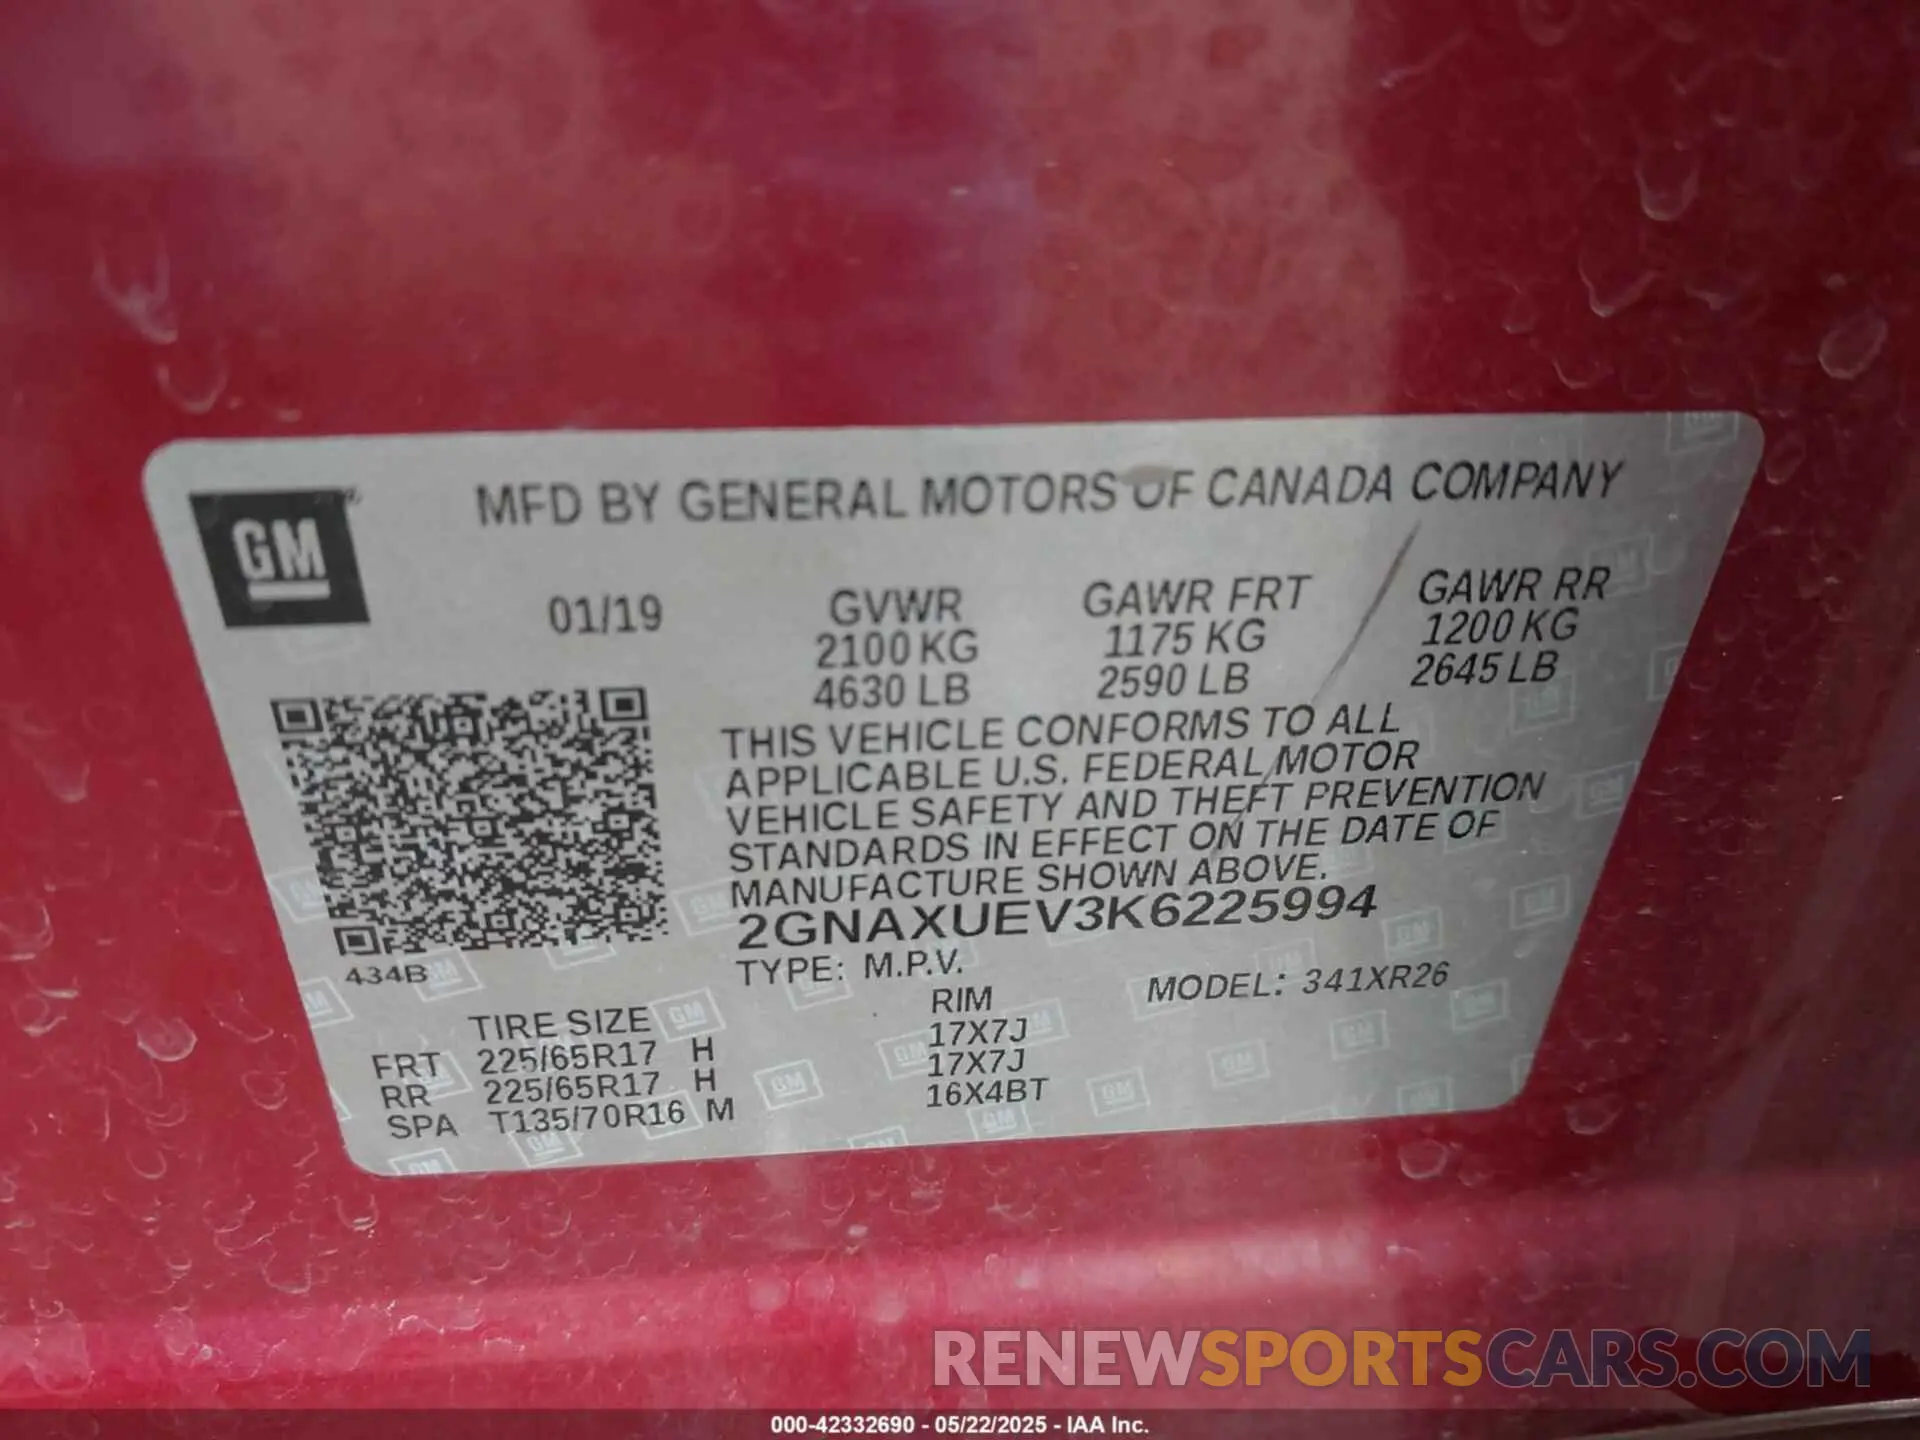 MFD BY GENERAL MOTORS OF CANADA COMPANY
GM
01/19
GVWR
2100 KG
4630 LB
GAWR FRT
1175 KG
2590 LB
GAWR RR
1200 KG
2645 LB
THIS VEHICLE CONFORMS TO ALL
APPLICABLE U.S. FEDERAL MOTOR
VEHICLE SAFETY AND THEFT PREVENTION
STANDARDS IN EFFECT ON THE DATE OF
MANUFACTURE SHOWN ABOVE.
2GNAXUEV3K6225994
434B
TYPE: M.P.V.
MODEL: 341XR26
TIRE SIZE RIM
FRT 225/65R17 H 17X7J
RR 225/65R17 H 17X7J
SPA T135/70R16 M 16X4BT
RENEWSPORTSCARS.COM
000-42332690 - 05/22/2025 - IAA Inc.